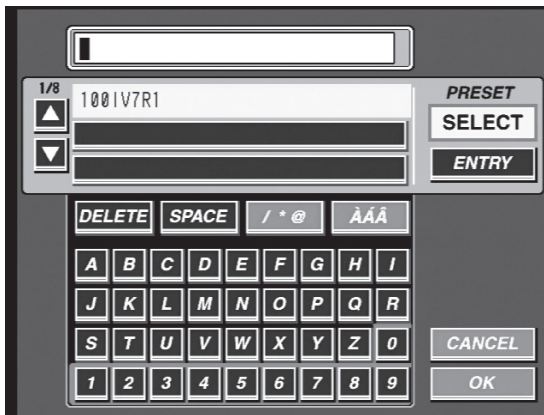 1/8
PRESET
100IV7R1
SELECT
ENTRY
DELETE SPACE / * @ ÀÁÂ
A B C D E F G H I
J K L M N O P Q R
S T U V W X Y Z 0
CANCEL
1 2 3 4 5 6 7 8 9
OK